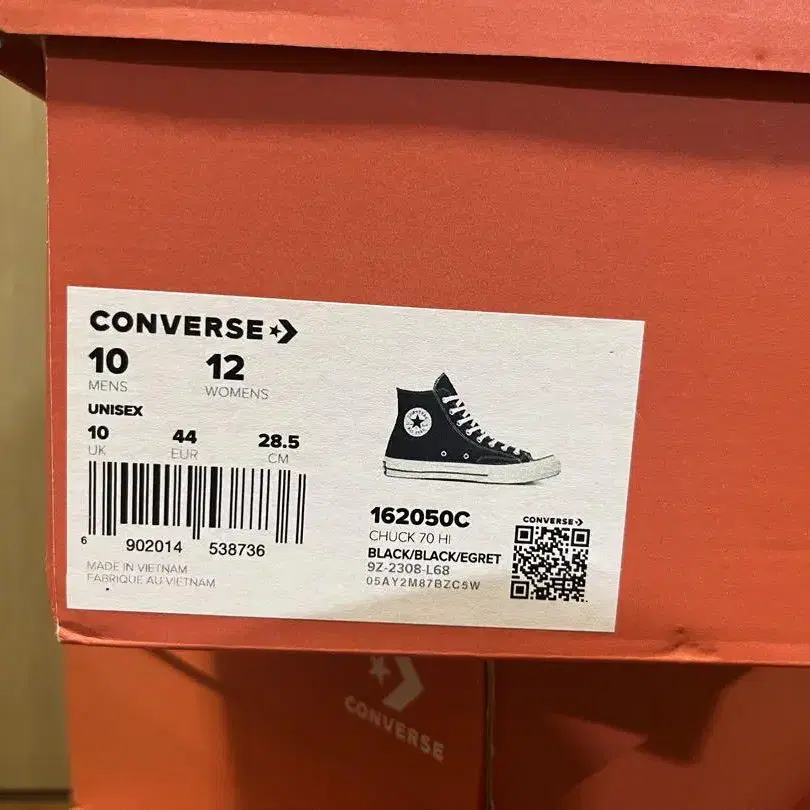 CONVERSE
10 12
MENS WOMENS
UNISEX
10 44 28.5
UK EUR CM
6 902014 538736
MADE IN VIETNAM
FABRIQUE AU VIETNAM
162050C
CHUCK 70 HI
BLACK/BLACK/EGRET
9Z-2308-L68
05AY2M87BZC5W
CONVERSE
CONVERSE